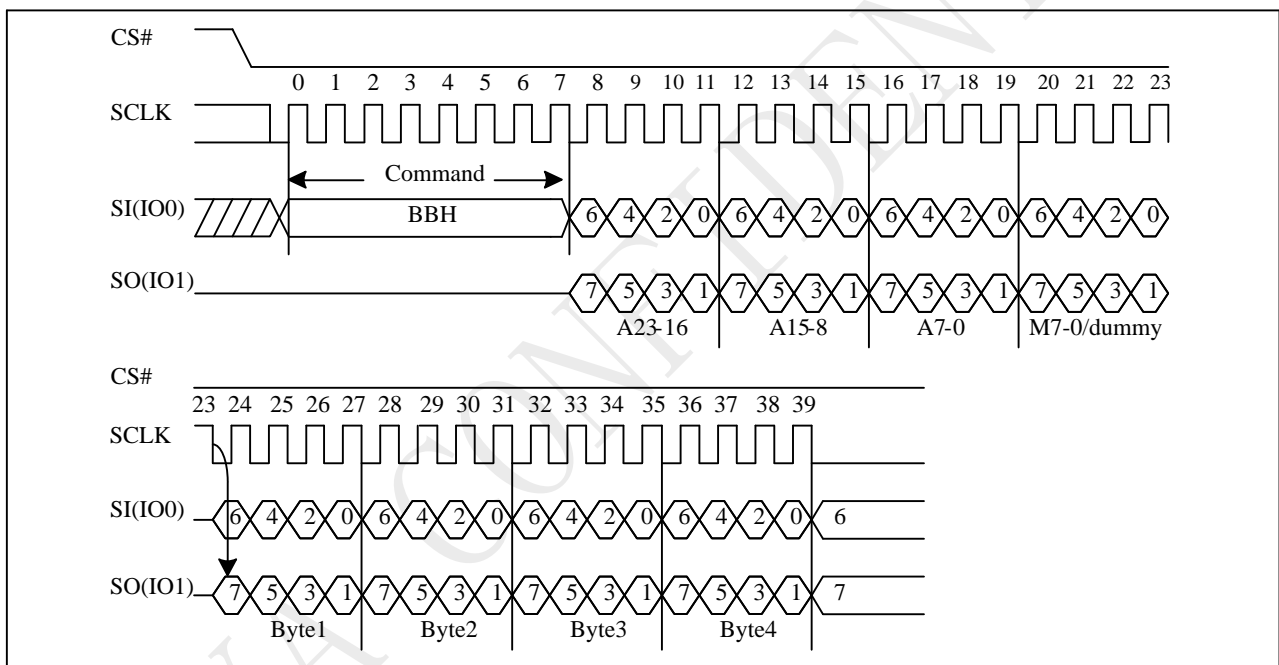 CS#
0 1 2 3 4 5 6 7 8 9 10 11 12 13 14 15 16 17 18 19 20 21 22 23
SCLK
Command
SI(IO0) BBH 6 4 2 0 6 4 2 0 6 4 2 0 6 4 2 0
SO(IO1) 7 5 3 1 7 5 3 1 7 5 3 1 7 5 3 1
A23-16 A15-8 A7-0 M7-0/dummy
CS#
23 24 25 26 27 28 29 30 31 32 33 34 35 36 37 38 39
SCLK
SI(IO0) 6 4 2 0 6 4 2 0 6 4 2 0 6 4 2 0 6
SO(IO1) 7 5 3 1 7 5 3 1 7 5 3 1 7 5 3 1 7
Byte1 Byte2 Byte3 Byte4